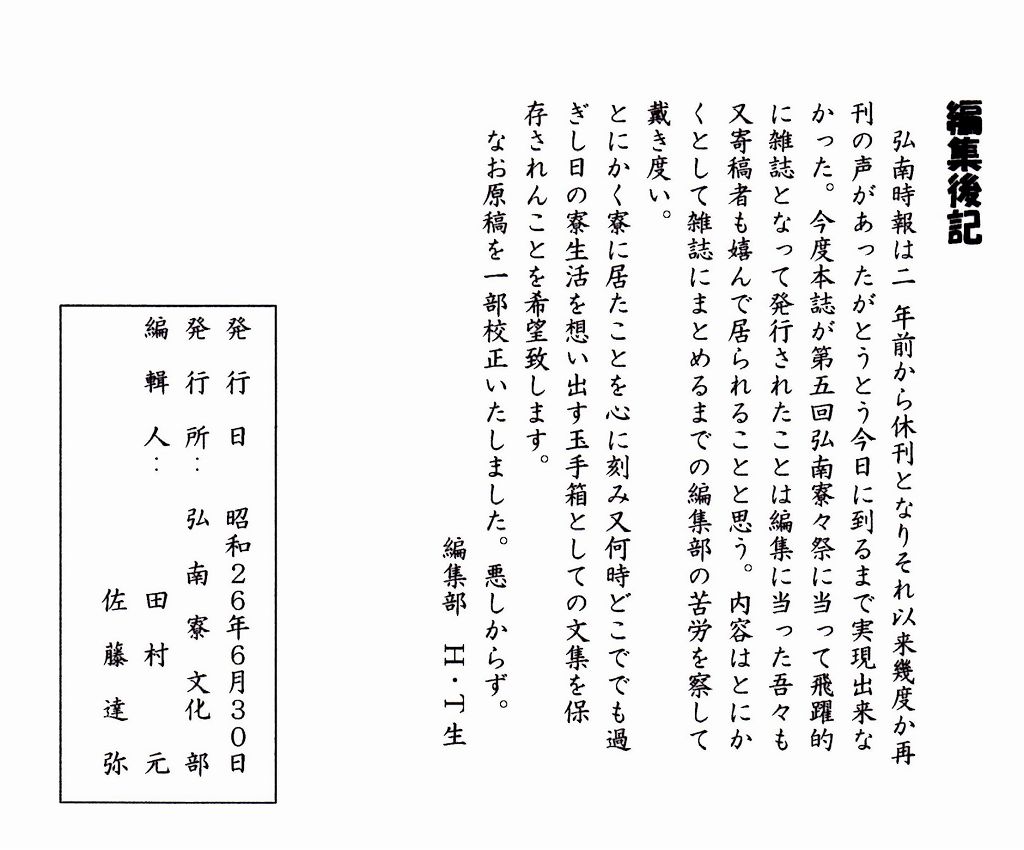 編集後記
弘南時報は二 年前から休刊となりそれ以来幾度か再
刊の声があったがとうとう今日に到るまで実現出来な
かった。今度本誌が第五回弘南寮々祭に当って飛躍的
に雑誌となって発行されたことは編集に当った吾々も
又寄稿者も嬉んで居られることと思う。内容はとにか
くとして雑誌にまとめるまでの編集部の苦労を察して
戴き度い。
とにかく寮に居たことを心に刻み又何時どこででも過
ぎし日の寮生活を想い出す玉手箱としての文集を保
存されんことを希望致します。
なお原稿を一部校正いたしました。悪しからず。
編集部 H・T生
発行日 昭和26年6月30日
発行所： 弘南寮文化部
編輯人： 田村 元
佐藤達弥